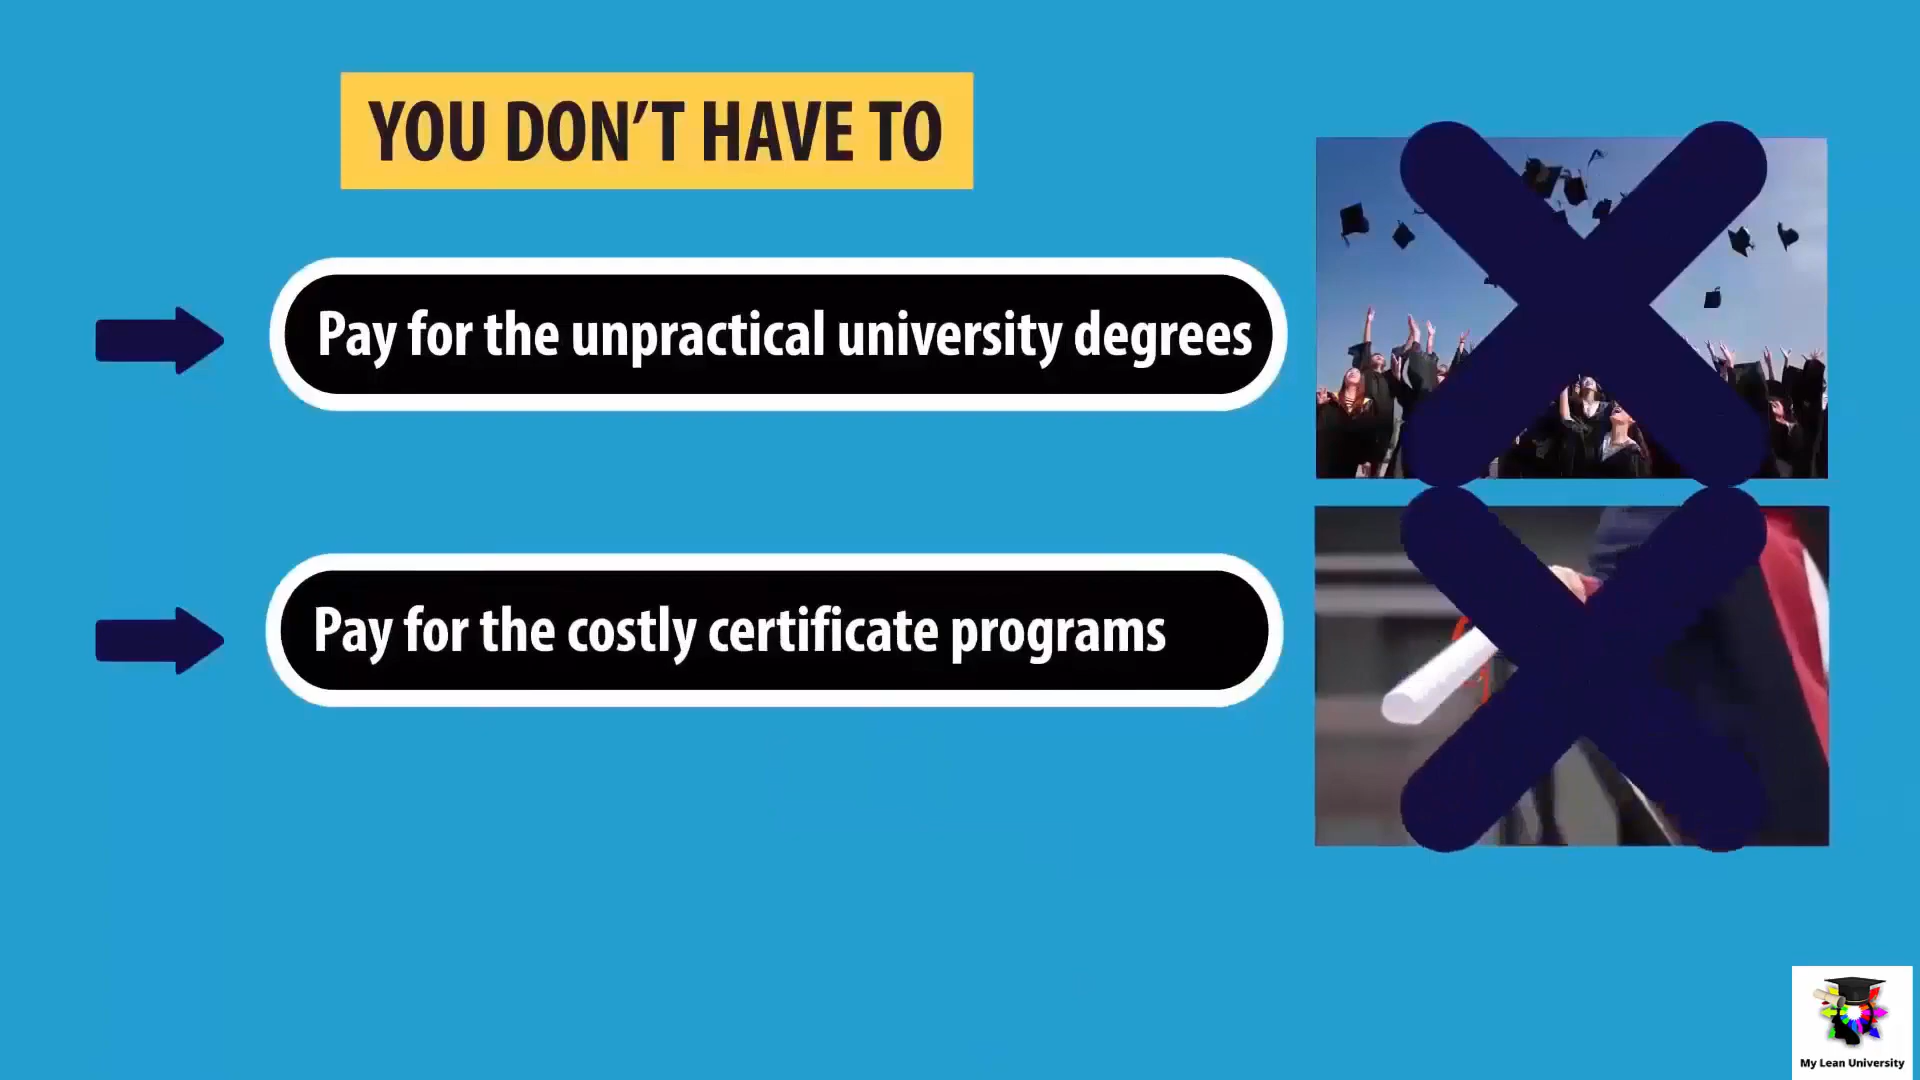 YOU DON’T HAVE TO
Pay for the unpractical university degrees
Pay for the costly certificate programs
My Lean University